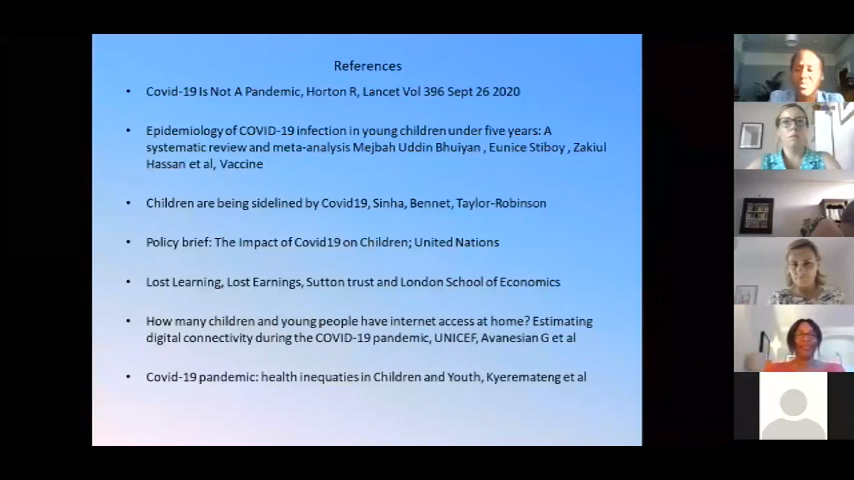 References
• Covid-19 Is Not A Pandemic, Horton R, Lancet Vol 396 Sept 26 2020
• Epidemiology of COVID-19 infection in young children under five years: A
systematic review and meta-analysis Mejbah Uddin Bhuiyan , Eunice Stiboy , Zakiul
Hassan et al, Vaccine
• Children are being sidelined by Covid19, Sinha, Bennet, Taylor-Robinson
• Policy brief: The Impact of Covid19 on Children; United Nations
• Lost Learning, Lost Earnings, Sutton trust and London School of Economics
• How many children and young people have internet access at home? Estimating
digital connectivity during the COVID-19 pandemic, UNICEF, Avanesian G et al
• Covid-19 pandemic: health inequaties in Children and Youth, Kyeremateng et al